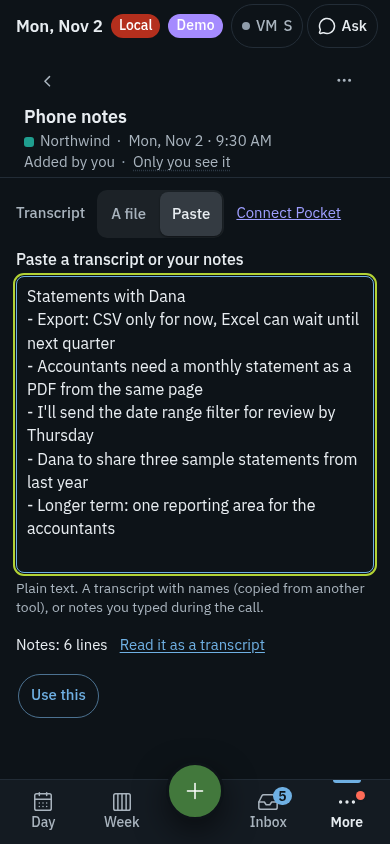 Mon, Nov 2 Local Demo VM S Ask
Phone notes
Northwind · Mon, Nov 2 · 9:30 AM
Added by you · Only you see it
Transcript A file Paste Connect Pocket
Paste a transcript or your notes
Statements with Dana
- Export: CSV only for now, Excel can wait until
next quarter
- Accountants need a monthly statement as a
PDF from the same page
- I'll send the date range filter for review by
Thursday
- Dana to share three sample statements from
last year
- Longer term: one reporting area for the
accountants
Plain text. A transcript with names (copied from another
tool), or notes you typed during the call.
Notes: 6 lines Read it as a transcript
Use this
5
Day Week Inbox More